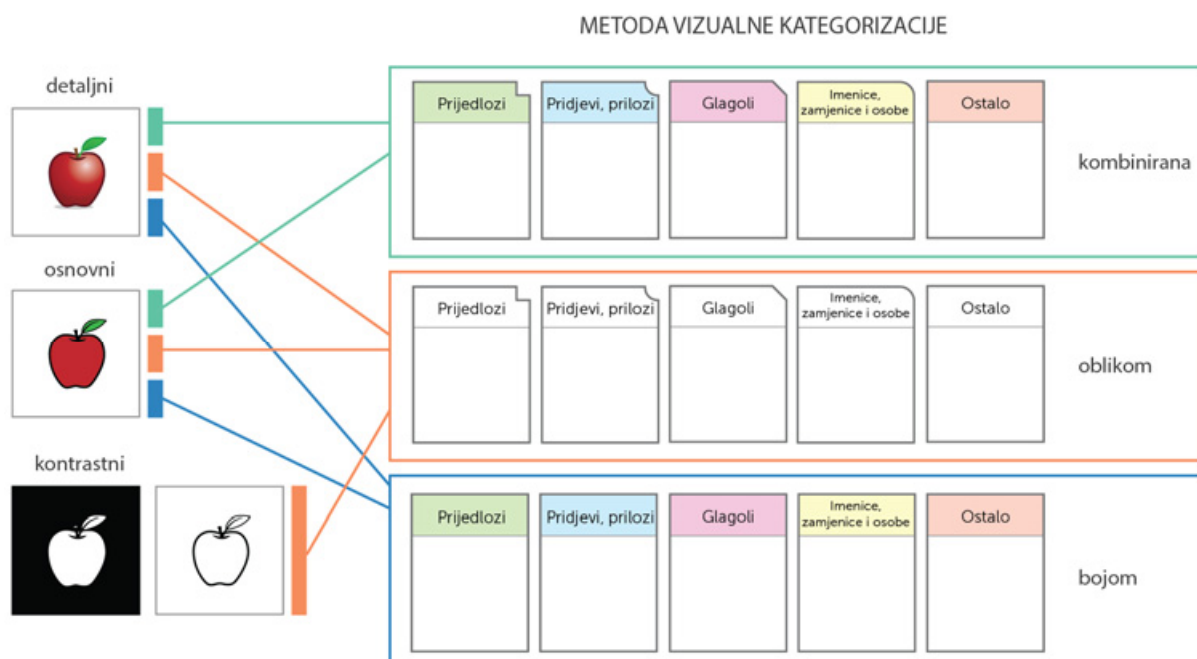 METODA VIZUALNE KATEGORIZACIJE
detaljni
osnovni
kontrastni
Prijedlozi
Pridjevi, prilozi
Glagoli
Imenice,
zamjenice i osobe
Ostalo
kombinirana
Prijedlozi
Pridjevi, prilozi
Glagoli
Imenice,
zamjenice i osobe
Ostalo
oblikom
Prijedlozi
Pridjevi, prilozi
Glagoli
Imenice,
zamjenice i osobe
Ostalo
bojom